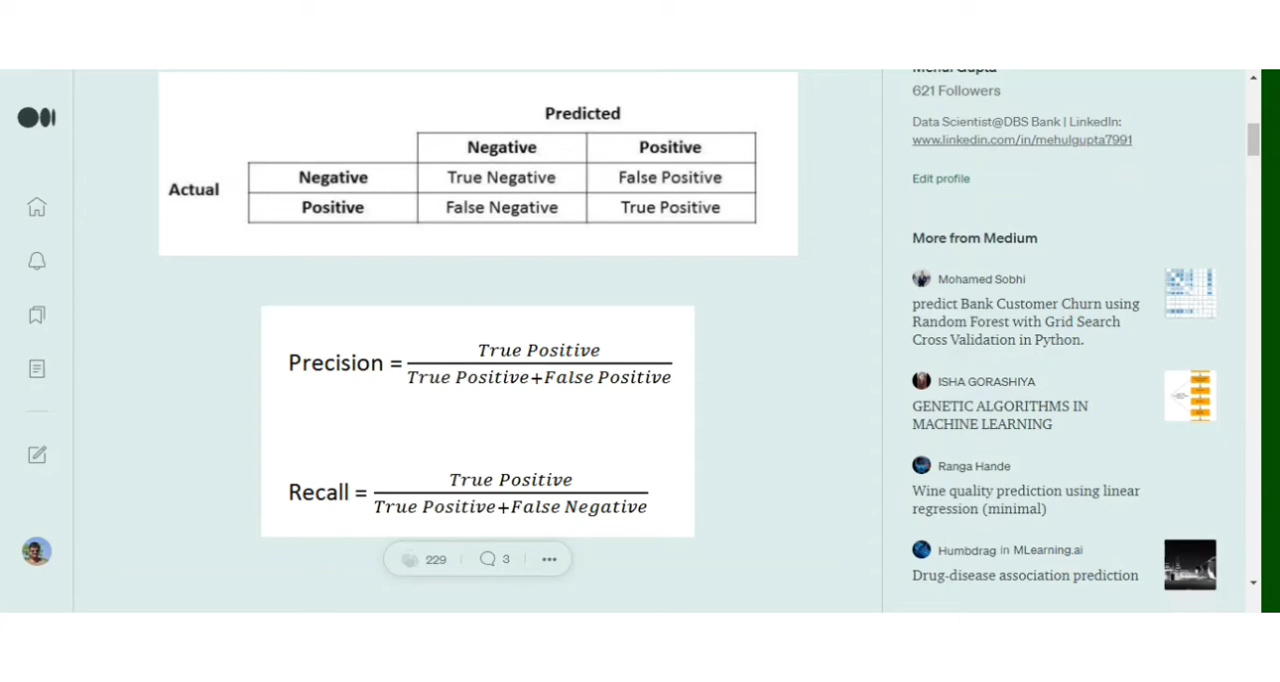 Predicted
Negative Positive
Actual Negative True Negative False Positive
Positive False Negative True Positive
Precision = True Positive
True Positive+False Positive
Recall = True Positive
True Positive+False Negative
229 3
Mehul Gupta
621 Followers
Data Scientist@DBS Bank | LinkedIn:
www.linkedin.com/in/mehulgupta7991
Edit profile
More from Medium
Mohamed Sobhi
predict Bank Customer Churn using
Random Forest with Grid Search
Cross Validation in Python.
ISHA GORASHIYA
GENETIC ALGORITHMS IN
MACHINE LEARNING
Ranga Hande
Wine quality prediction using linear
regression (minimal)
Humbdrag in MLearning.ai
Drug-disease association prediction